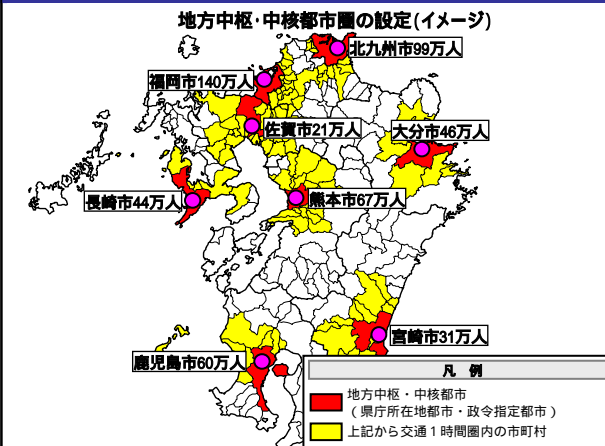 地方中枢・中核都市圏の設定(イメージ)
北九州市99万人
福岡市140万人
佐賀市21万人
大分市46万人
長崎市44万人
熊本市67万人
宮崎市31万人
鹿児島市60万人
凡 例
地方中枢・中核都市
（県庁所在地都市・政令指定都市）
上記から交通１時間圏内の市町村